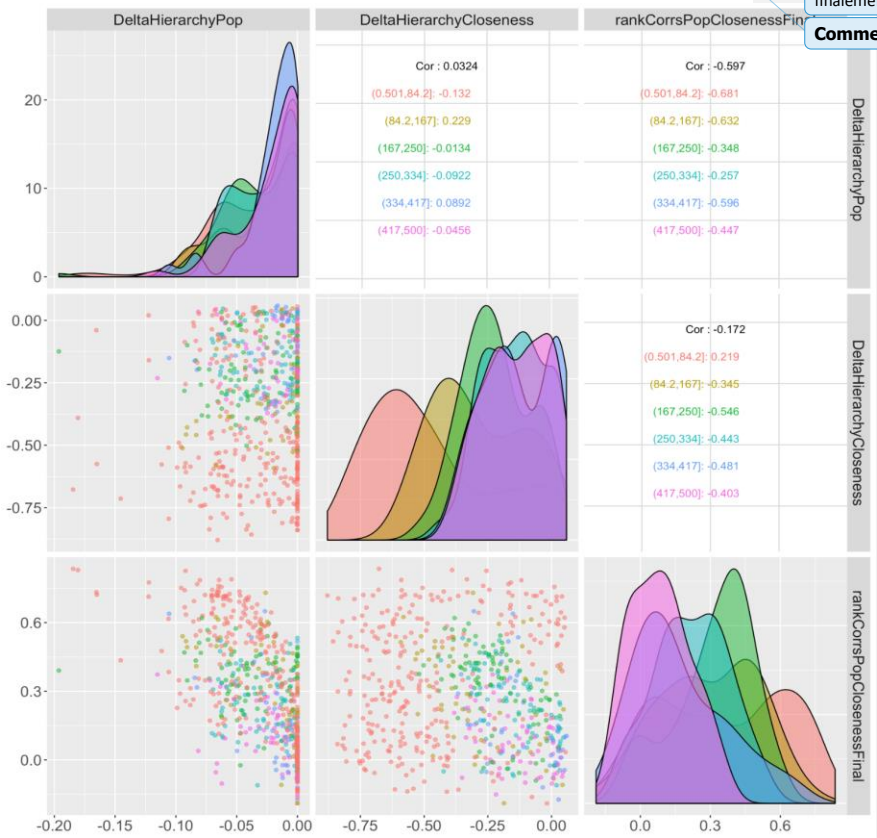 finaleme
Comme
DeltaHierarchyPop DeltaHierarchyCloseness rankCorrsPopClosenessFinal
20-
10-
0-
Cor : 0.0324
(0.501,84.2]: -0.132
(84.2,167]: 0.229
(167,250]: -0.0134
(250,334]: -0.0922
(334,417]: 0.0892
(417,500]: -0.0456
Cor : -0.597
(0.501,84.2]: -0.681
(84.2,167]: -0.632
(167,250]: -0.348
(250,334]: -0.257
(334,417]: -0.596
(417,500]: -0.447
DeltaHierarchyPop
0.00-
-0.25-
-0.50-
-0.75-
Cor : -0.172
(0.501,84.2]: 0.219
(84.2,167]: -0.345
(167,250]: -0.546
(250,334]: -0.443
(334,417]: -0.481
(417,500]: -0.403
DeltaHierarchyCloseness
0.6-
0.3-
0.0-
rankCorrsPopClosenessFinal
-0.20 -0.15 -0.10 -0.05 0.00 -0.75 -0.50 -0.25 0.00 0.0 0.3 0.6